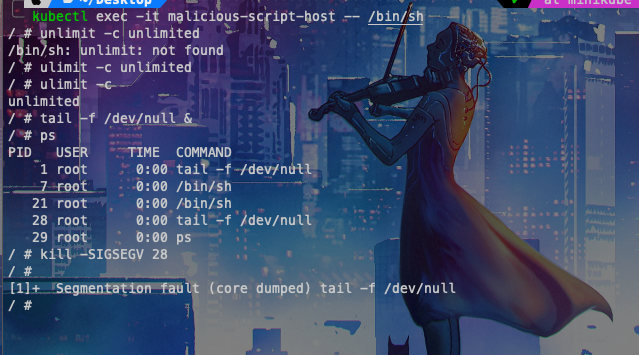 ~/Desktop
at minikube
kubectl exec -it malicious-script-host -- /bin/sh
/ # unlimit -c unlimited
/bin/sh: unlimit: not found
/ # ulimit -c unlimited
/ # ulimit -c
unlimited
/ # tail -f /dev/null &
/ # ps
PID   USER     TIME  COMMAND
    1 root      0:00 tail -f /dev/null
    7 root      0:00 /bin/sh
   21 root      0:00 /bin/sh
   28 root      0:00 tail -f /dev/null
   29 root      0:00 ps
/ # kill -SIGSEGV 28
/ #
[1]+  Segmentation fault (core dumped) tail -f /dev/null
/ #